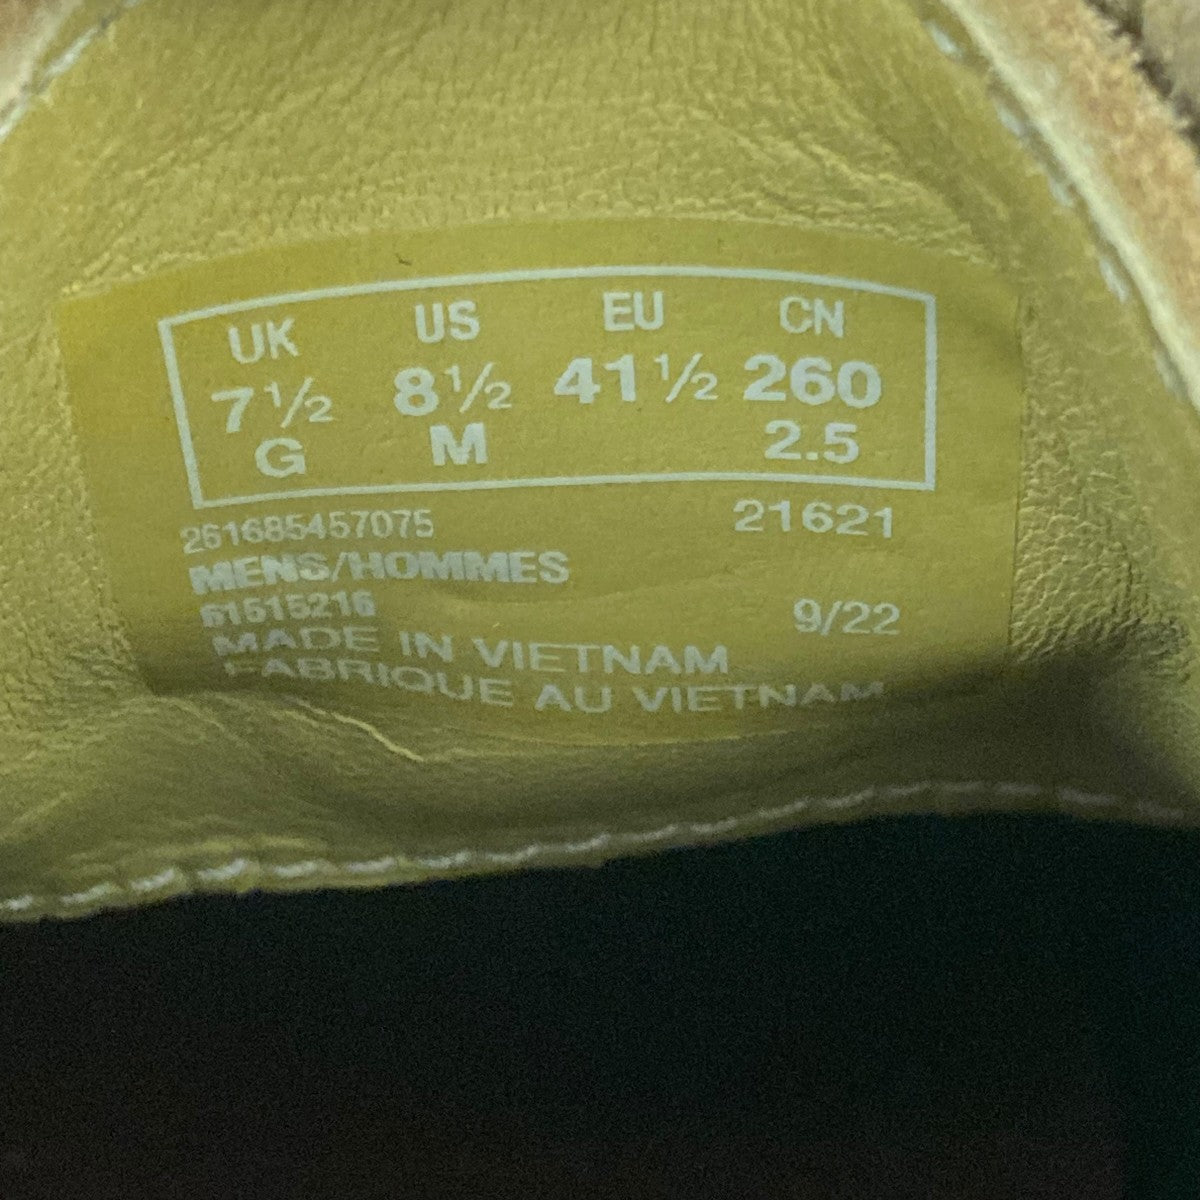 UK US EU CN
7½ 8½ 41½ 260
G M 2.5
261685457075 21621
MENS/HOMMES
61515216 9/22
MADE IN VIETNAM
FABRIQUE AU VIETNAM